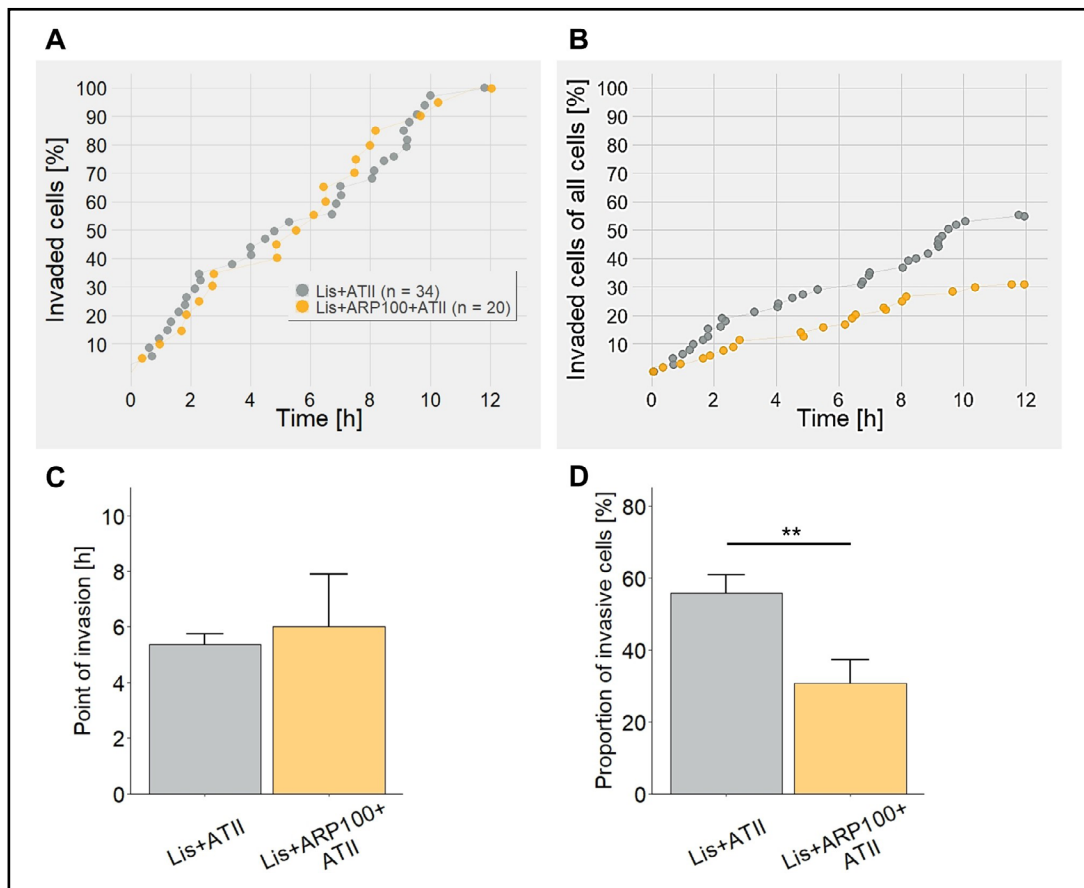 A
Invaded cells [%]
100
90
80
70
60
50
40
30
20
10
Lis+ATII (n = 34)
Lis+ARP100+ATII (n = 20)
0 2 4 6 8 10 12
Time [h]
B
Invaded cells of all cells [%]
100
90
80
70
60
50
40
30
20
10
0 2 4 6 8 10 12
Time [h]
C
Point of invasion [h]
10
8
6
4
2
0
Lis+ATII
Lis+ARP100+
ATII
D
Proportion of invasive cells [%]
80
60
40
20
0
**
Lis+ATII
Lis+ARP100+
ATII